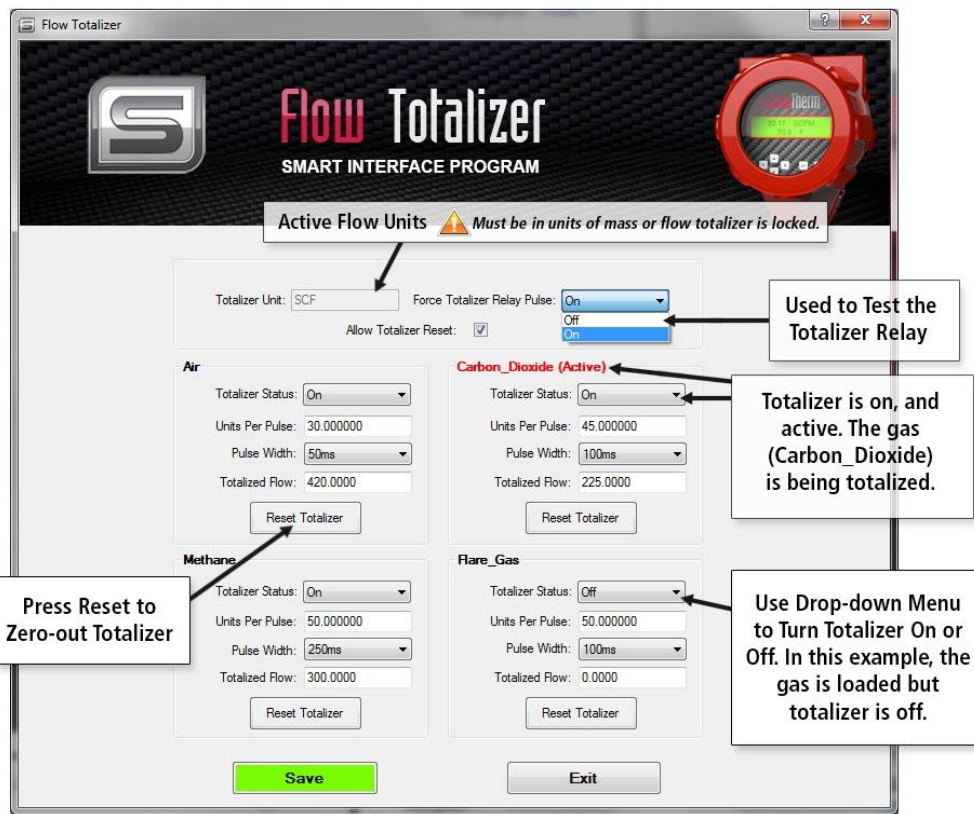 Flow Totalizer
Flow Totalizer
SMART INTERFACE PROGRAM
Therm
70.5 F
Active Flow Units Must be in units of mass or flow totalizer is locked.
Totalizer Unit: SCF Force Totalizer Relay Pulse: On
Off
On
Allow Totalizer Reset:
Used to Test the
Totalizer Relay
Air
Totalizer Status: On
Units Per Pulse: 30.000000
Pulse Width: 50ms
Totalized Flow: 420.0000
Reset Totalizer
Carbon_Dioxide (Active)
Totalizer Status: On
Units Per Pulse: 45.000000
Pulse Width: 100ms
Totalized Flow: 225.0000
Reset Totalizer
Totalizer is on, and
active. The gas
(Carbon_Dioxide)
is being totalized.
Methane
Totalizer Status: On
Units Per Pulse: 50.000000
Pulse Width: 250ms
Totalized Flow: 300.0000
Reset Totalizer
Press Reset to
Zero-out Totalizer
Flare_Gas
Totalizer Status: Off
Units Per Pulse: 50.000000
Pulse Width: 100ms
Totalized Flow: 0.0000
Reset Totalizer
Use Drop-down Menu
to Turn Totalizer On or
Off. In this example, the
gas is loaded but
totalizer is off.
Save
Exit